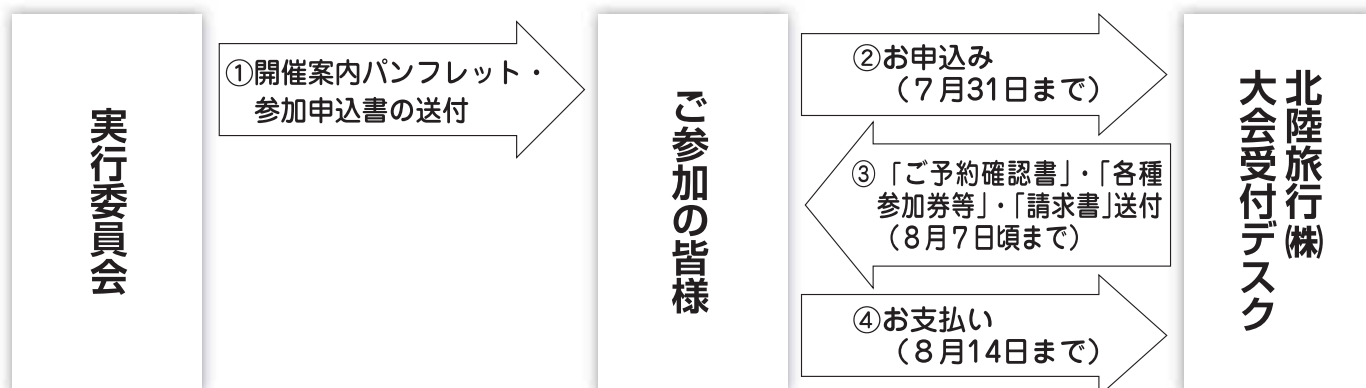 実行委員会
①開催案内パンフレット・
参加申込書の送付
ご参加の皆様
②お申込み
（７月31日まで）
③「ご予約確認書」・「各種
参加券等」・「請求書」送付
（８月７日頃まで）
④お支払い
（８月14日まで）
北陸旅行㈱
大会受付デスク